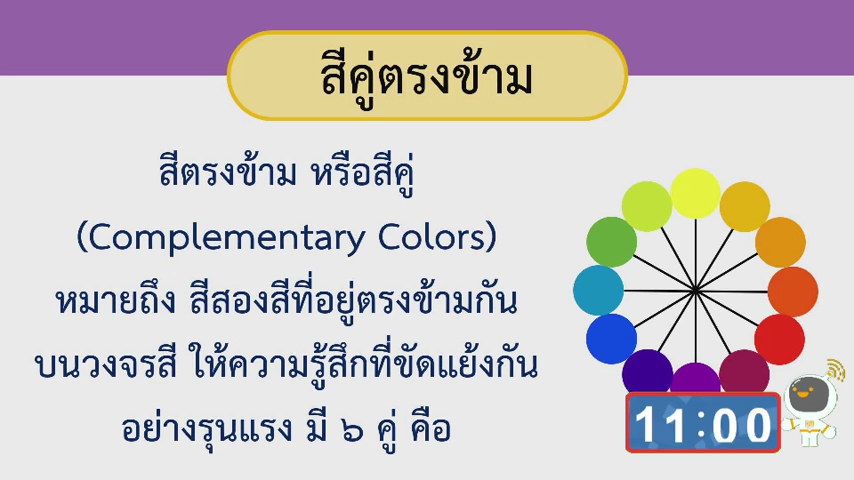 สีคู่ตรงข้าม
สีตรงข้าม หรือสีคู่
(Complementary Colors)
หมายถึง สีสองสีที่อยู่ตรงข้ามกัน
บนวงจรสี ให้ความรู้สึกที่ขัดแย้งกัน
อย่างรุนแรง มี ๖ คู่ คือ
11:00